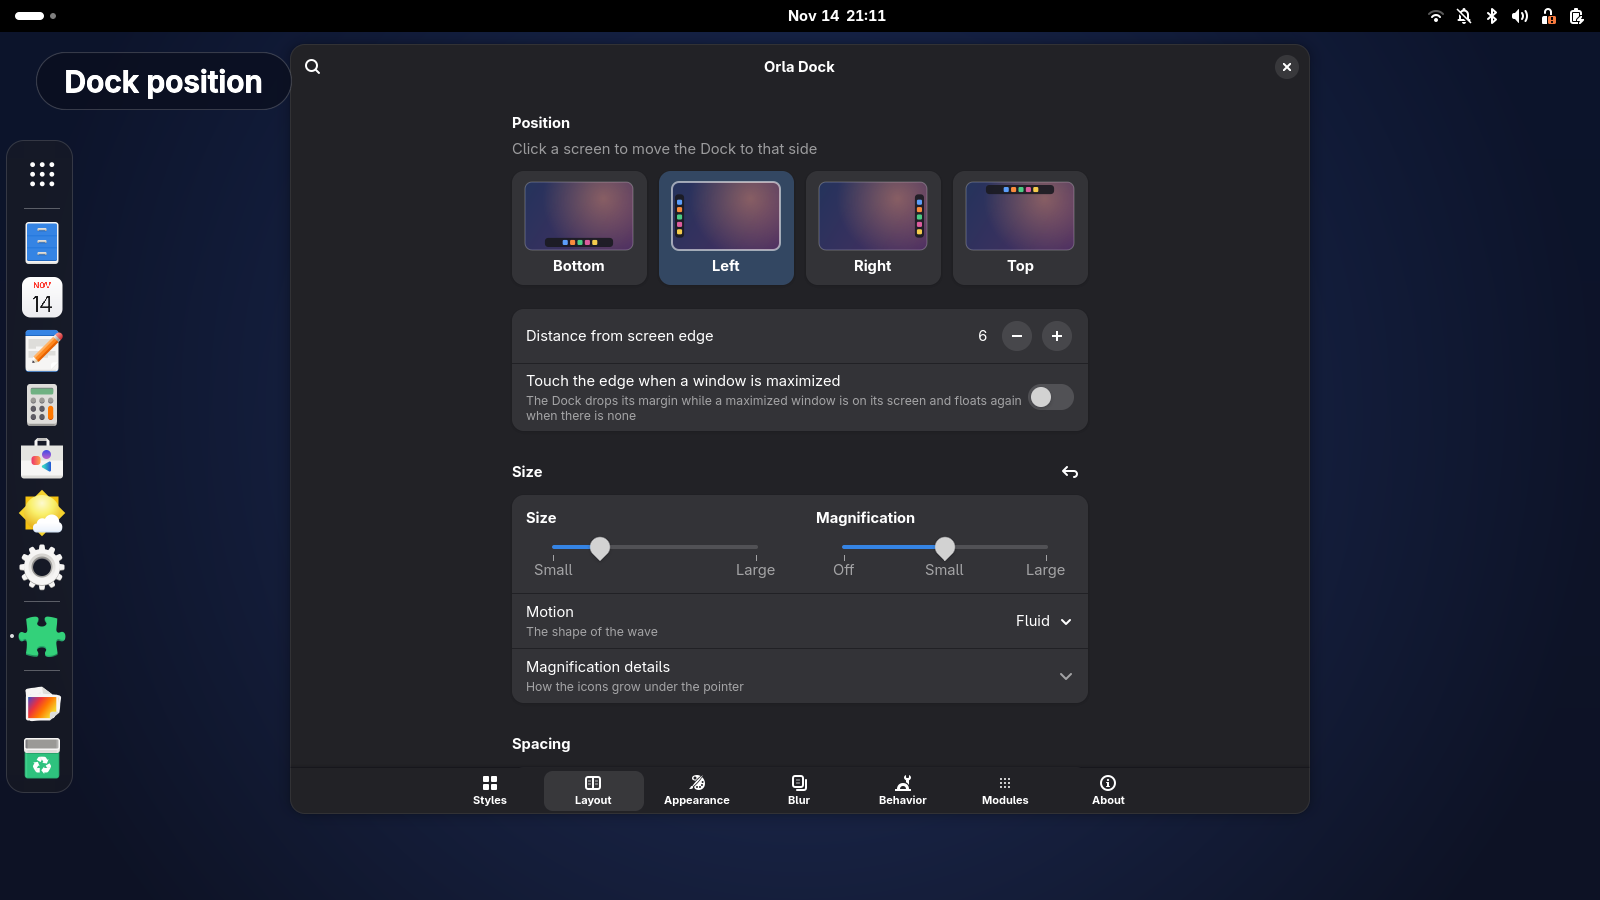 Nov 14 21:11
Dock position
Orla Dock
NOV
14
Position
Click a screen to move the Dock to that side
Bottom
Left
Right
Top
Distance from screen edge
6
Touch the edge when a window is maximized
The Dock drops its margin while a maximized window is on its screen and floats again
when there is none
Size
Size
Magnification
Small
Large
Off
Small
Large
Motion
The shape of the wave
Fluid
Magnification details
How the icons grow under the pointer
Spacing
Styles
Layout
Appearance
Blur
Behavior
Modules
About